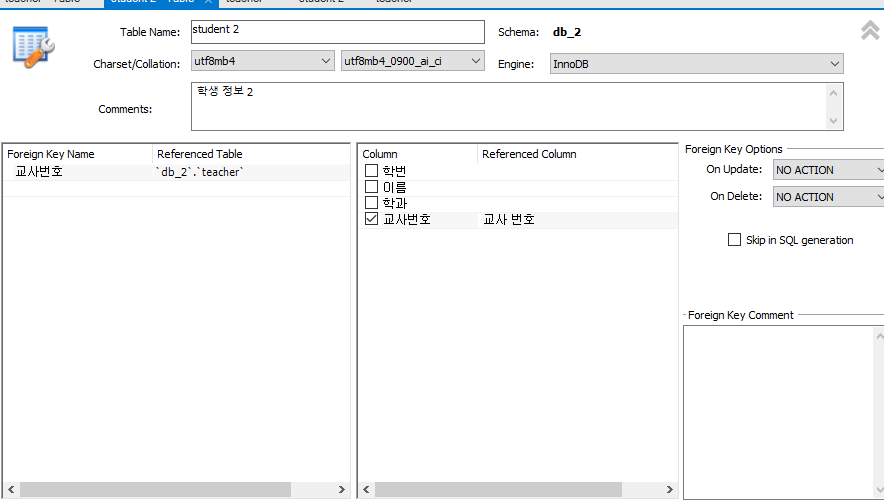 Table Name: student 2 Schema: db_2
Charset/Collation: utf8mb4 utf8mb4_0900_ai_ci Engine: InnoDB
Comments: 학생 정보 2
Foreign Key Name Referenced Table
교사번호 `db_2`.`teacher`
Column Referenced Column
학번
이름
학과
교사번호 교사 번호
Foreign Key Options
On Update: NO ACTION
On Delete: NO ACTION
Skip in SQL generation
Foreign Key Comment